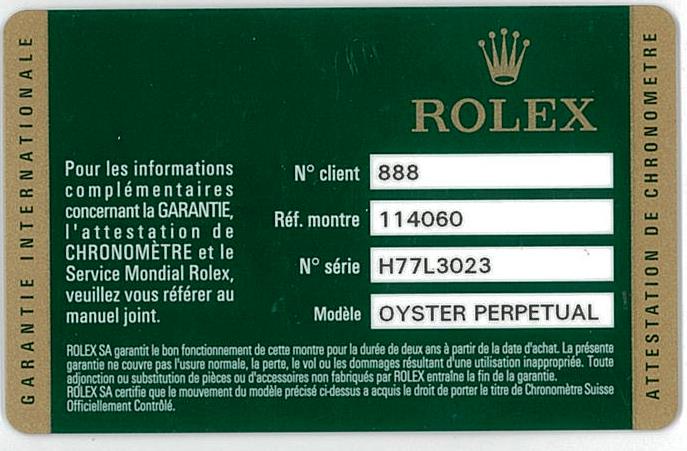 GARANTIE INTERNATIONALE
ROLEX
Pour les informations
complémentaires
concernant la GARANTIE,
l'attestation de
CHRONOMÈTRE et le
Service Mondial Rolex,
veuillez vous référer au
manuel joint.
N° client 888
Réf. montre 114060
N° série H77L3023
Modèle OYSTER PERPETUAL
ROLEX SA garantit le bon fonctionnement de cette montre pour la durée de deux ans à partir de la date d'achat. La présente
garantie ne couvre pas l'usure normale, la perte, le vol ou les dommages résultant d'une utilisation inappropriée. Toute
adjonction ou substitution de pièces ou d'accessoires non fabriqués par ROLEX entraîne la fin de la garantie.
ROLEX SA certifie que le mouvement du modèle précisé ci-dessus a acquis le droit de porter le titre de Chronomètre Suisse
Officiellement Contrôlé.
ATTESTATION DE CHRONOMETRE